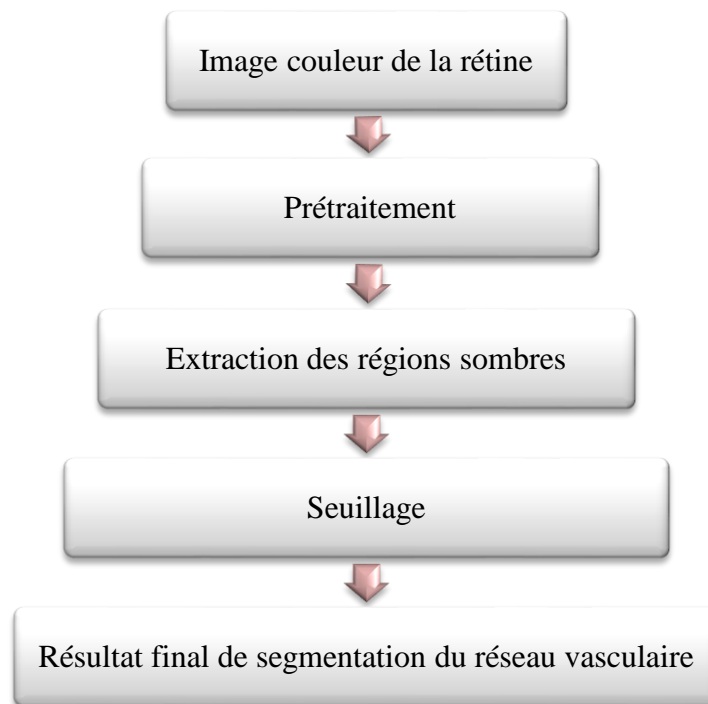 Image couleur de la rétine
Prétraitement
Extraction des régions sombres
Seuillage
Résultat final de segmentation du réseau vasculaire